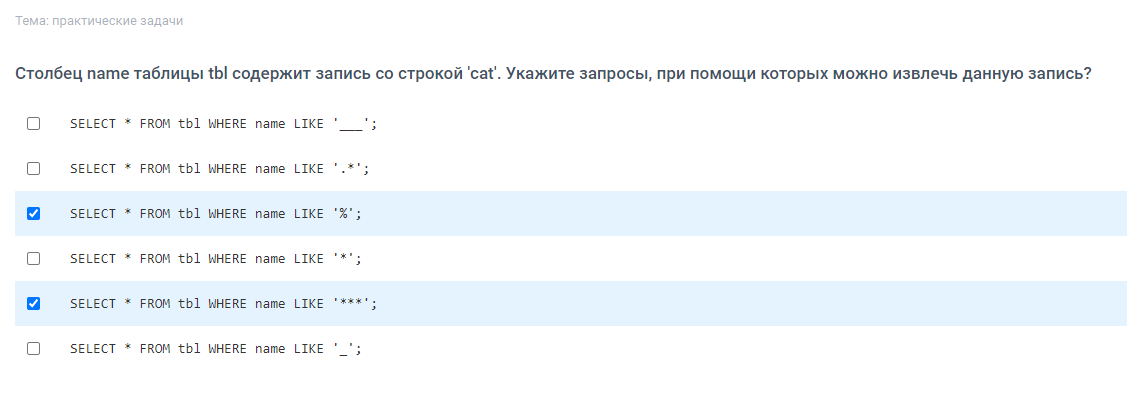 Тема: практические задачи
Столбец name таблицы tbl содержит запись со строкой 'cat'. Укажите запросы, при помощи которых можно извлечь данную запись?
SELECT * FROM tbl WHERE name LIKE '___';
SELECT * FROM tbl WHERE name LIKE '.*';
SELECT * FROM tbl WHERE name LIKE '%';
SELECT * FROM tbl WHERE name LIKE '*';
SELECT * FROM tbl WHERE name LIKE '***';
SELECT * FROM tbl WHERE name LIKE '_';